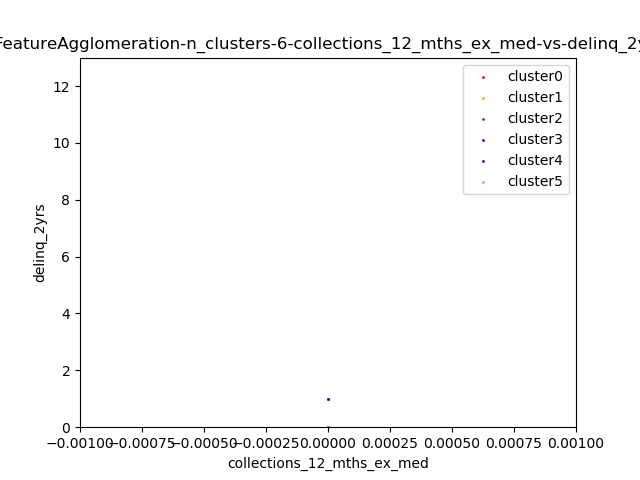 FeatureAgglomeration-n_clusters-6-collections_12_mths_ex_med-vs-delinq_2y
cluster0
cluster1
cluster2
cluster3
cluster4
cluster5
12
10
8
6
4
2
0
delinq_2yrs
−0.00100 −0.00075 −0.00050 −0.00025 0.00000 0.00025 0.00050 0.00075 0.00100
collections_12_mths_ex_med